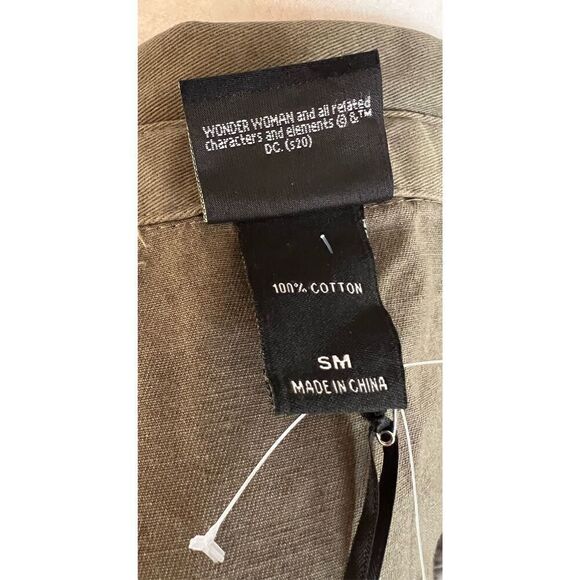 WONDER WOMAN and all related
characters and elements © &™
DC. (s20)
100% COTTON
SM
MADE IN CHINA